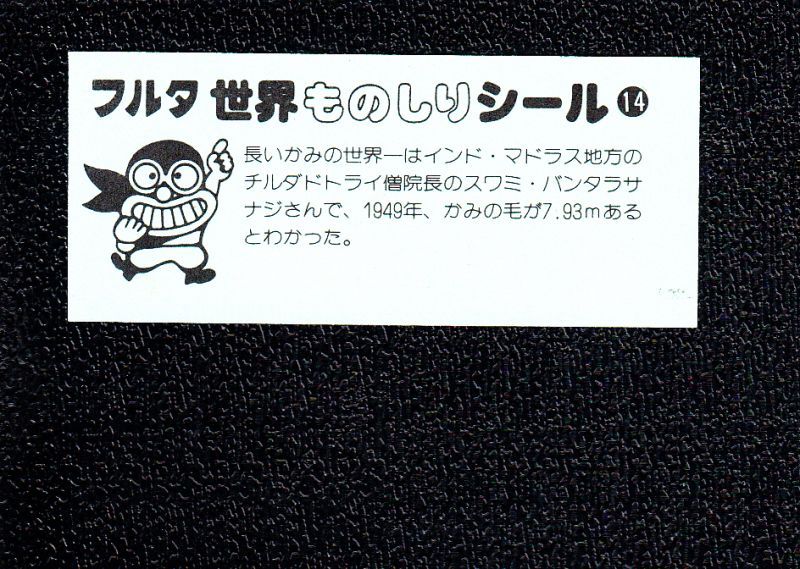 フルタ 世界ものしりシール⓮
長いかみの世界一はインド・マドラス地方の
チルダドトライ僧院長のスワミ・パンタラサ
ナジさんで、1949年、かみの毛が7.93mある
とわかった。